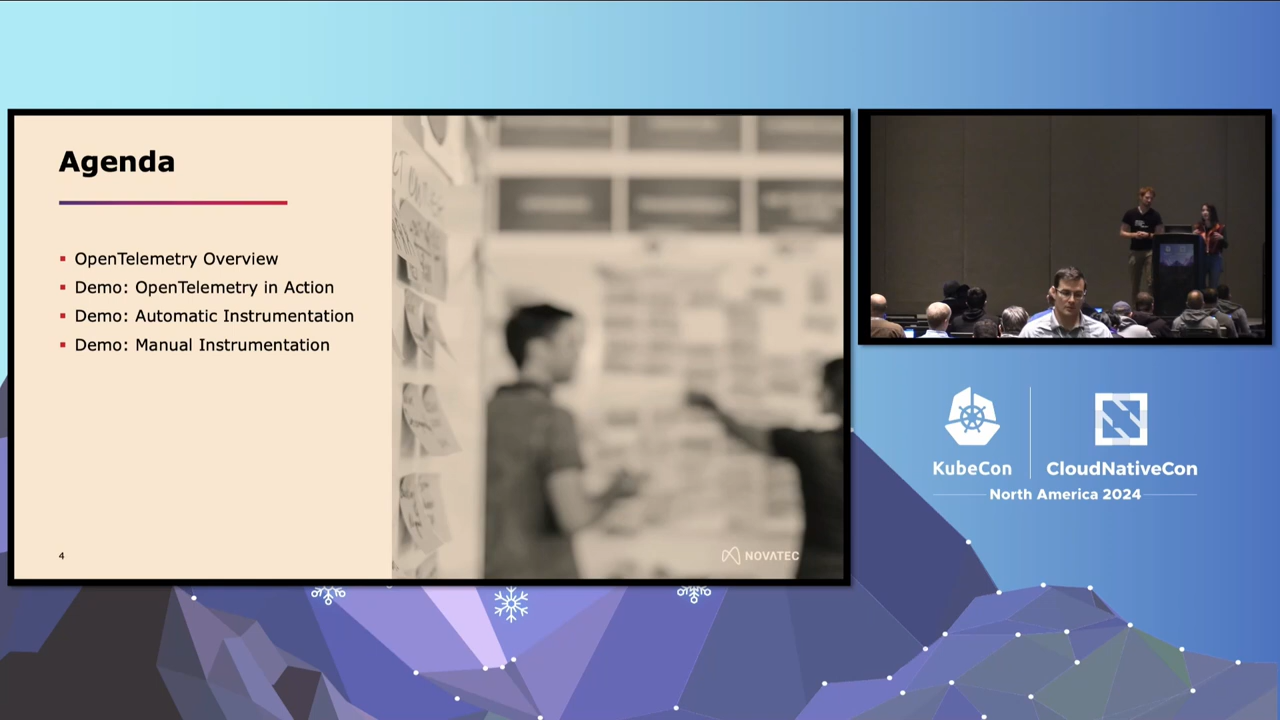 Agenda
OpenTelemetry Overview
Demo: OpenTelemetry in Action
Demo: Automatic Instrumentation
Demo: Manual Instrumentation
4
NOVATEC
KubeCon
CloudNativeCon
North America 2024